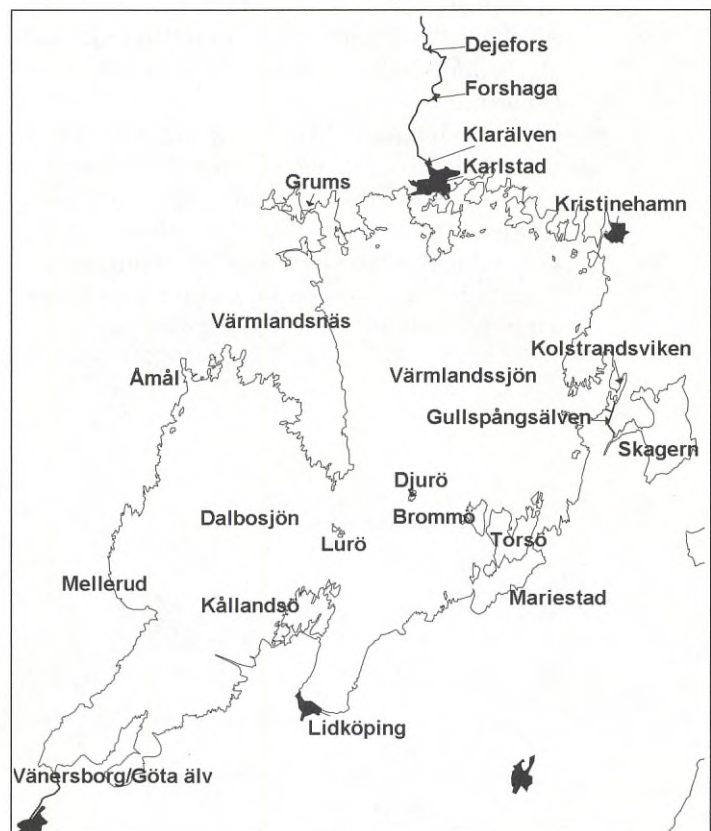 Dejefors
Forshaga
Klarälven
Karlstad
Grums
Kristinehamn
Värmlandsnäs
Kolstrandsviken
Åmål
Värmlandssjön
Gullspångsälven
Skagern
Djurö
Dalbosjön
Brommö
Lurö
Torsö
Mellerud
Kållandsö
Mariestad
Lidköping
Vänersborg/Göta älv